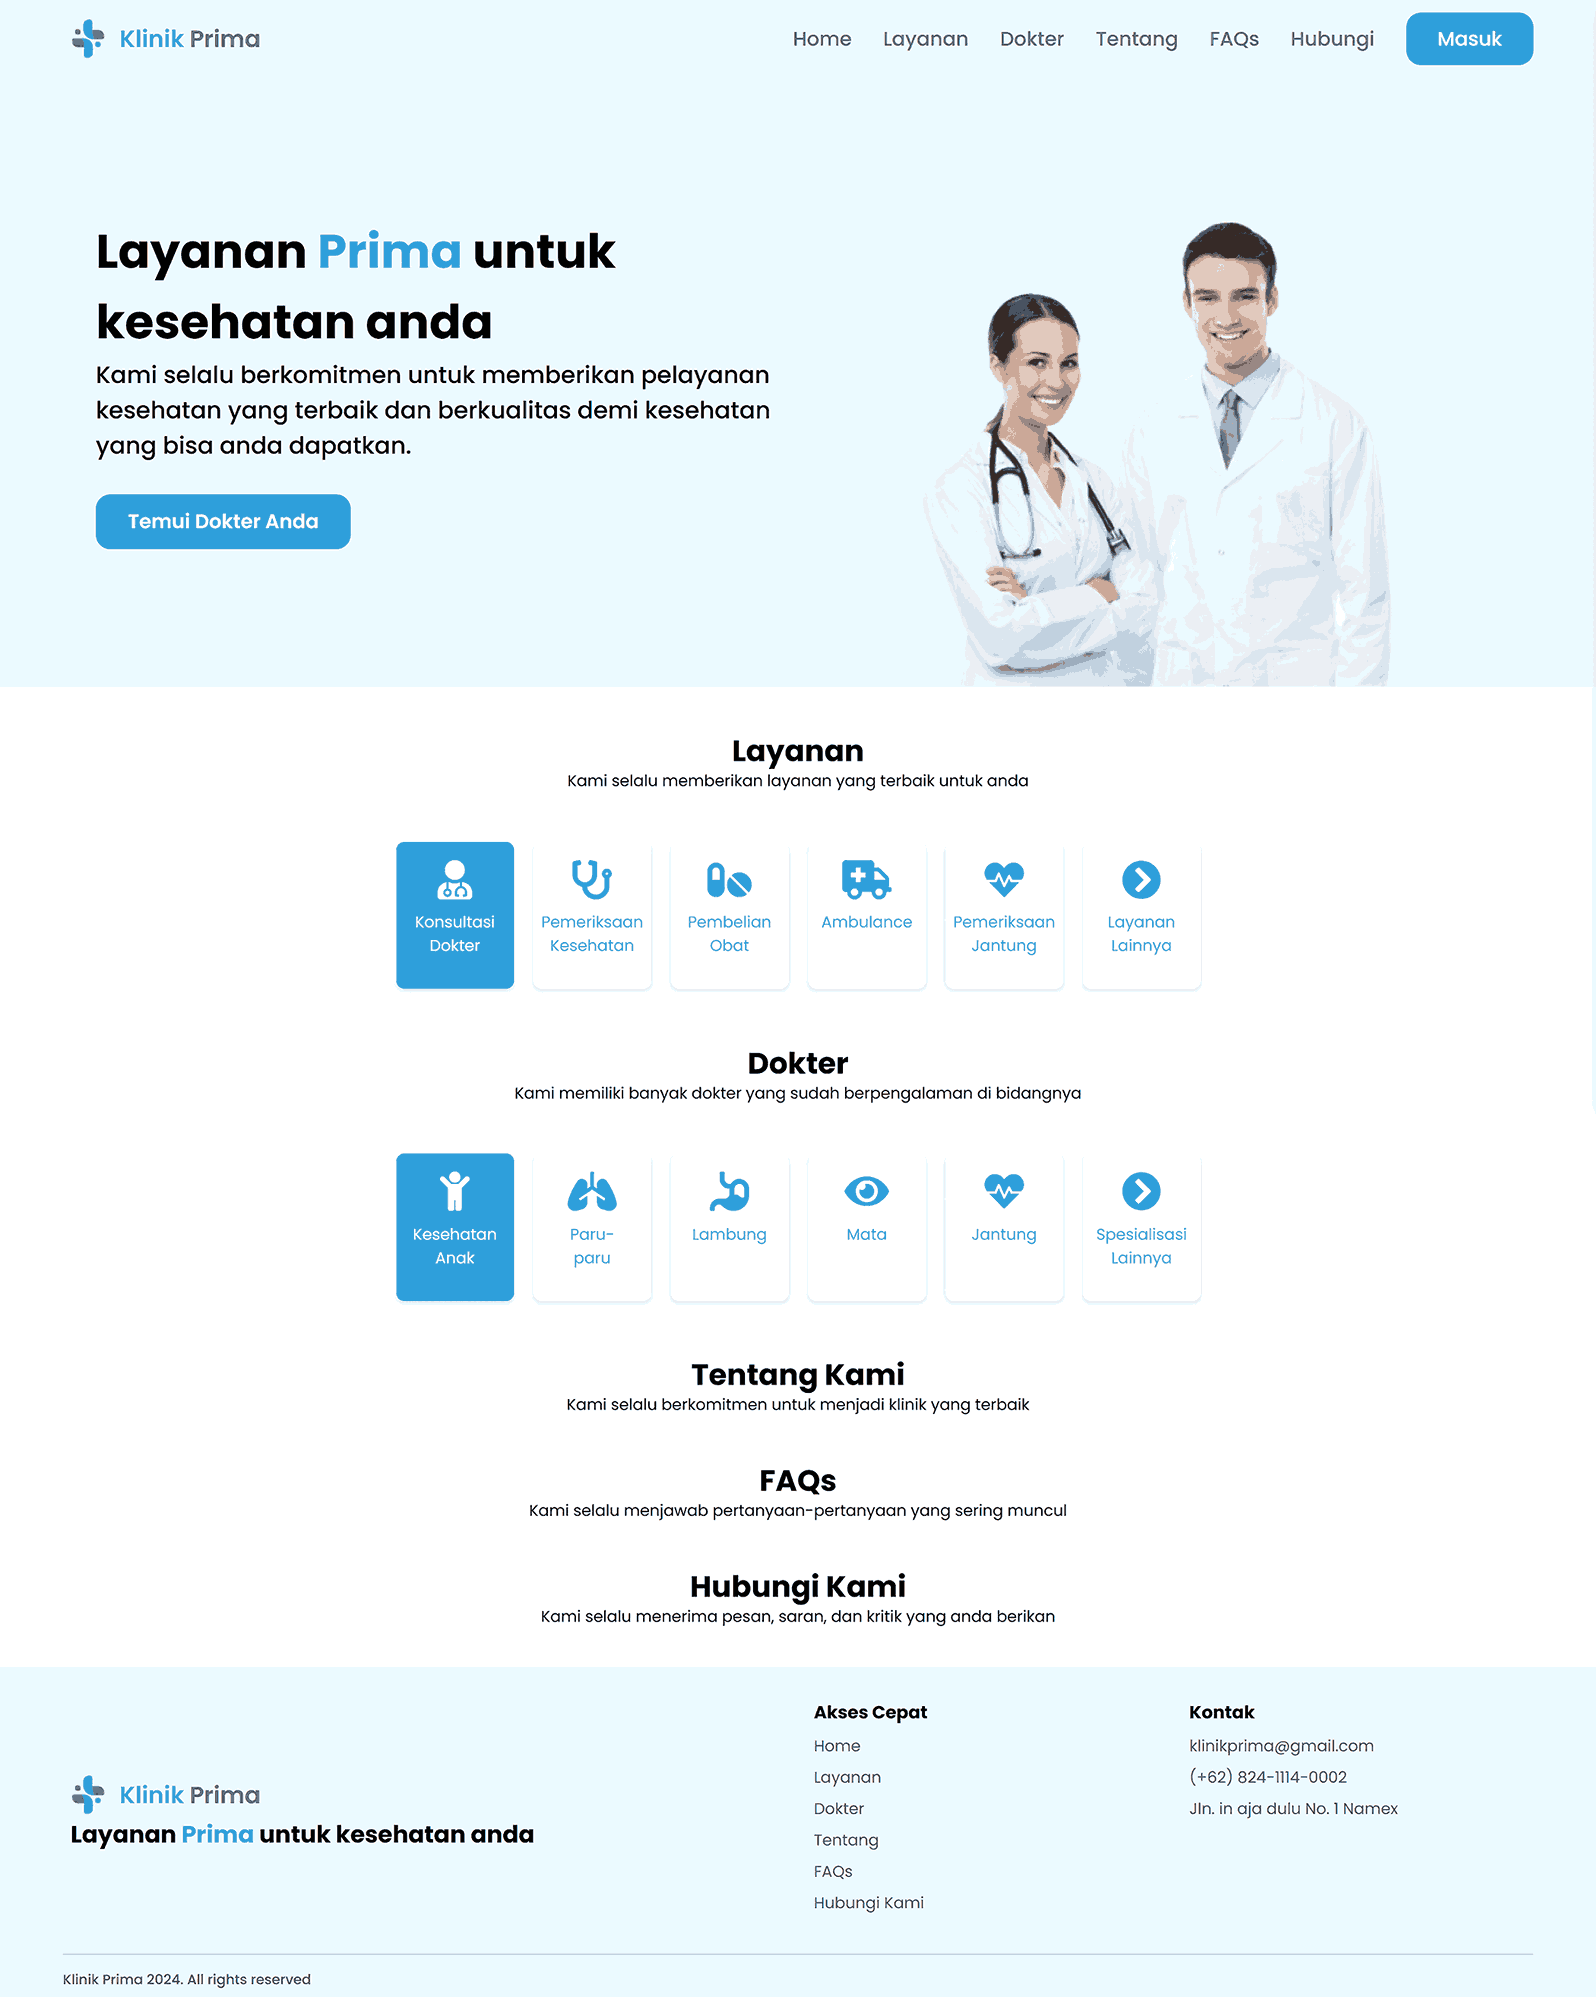 Klinik Prima
Home Layanan Dokter Tentang FAQs Hubungi Masuk
Layanan Prima untuk
kesehatan anda
Kami selalu berkomitmen untuk memberikan pelayanan
kesehatan yang terbaik dan berkualitas demi kesehatan
yang bisa anda dapatkan.
Temui Dokter Anda
Layanan
Kami selalu memberikan layanan yang terbaik untuk anda
Konsultasi
Dokter
Pemeriksaan
Kesehatan
Pembelian
Obat
Ambulance
Pemeriksaan
Jantung
Layanan
Lainnya
Dokter
Kami memiliki banyak dokter yang sudah berpengalaman di bidangnya
Kesehatan
Anak
Paru-
paru
Lambung
Mata
Jantung
Spesialisasi
Lainnya
Tentang Kami
Kami selalu berkomitmen untuk menjadi klinik yang terbaik
FAQs
Kami selalu menjawab pertanyaan-pertanyaan yang sering muncul
Hubungi Kami
Kami selalu menerima pesan, saran, dan kritik yang anda berikan
Klinik Prima
Layanan Prima untuk kesehatan anda
Akses Cepat
Home
Layanan
Dokter
Tentang
FAQs
Hubungi Kami
Kontak
klinikprima@gmail.com
(+62) 824-1114-0002
Jln. in aja dulu No. 1 Namex
Klinik Prima 2024. All rights reserved